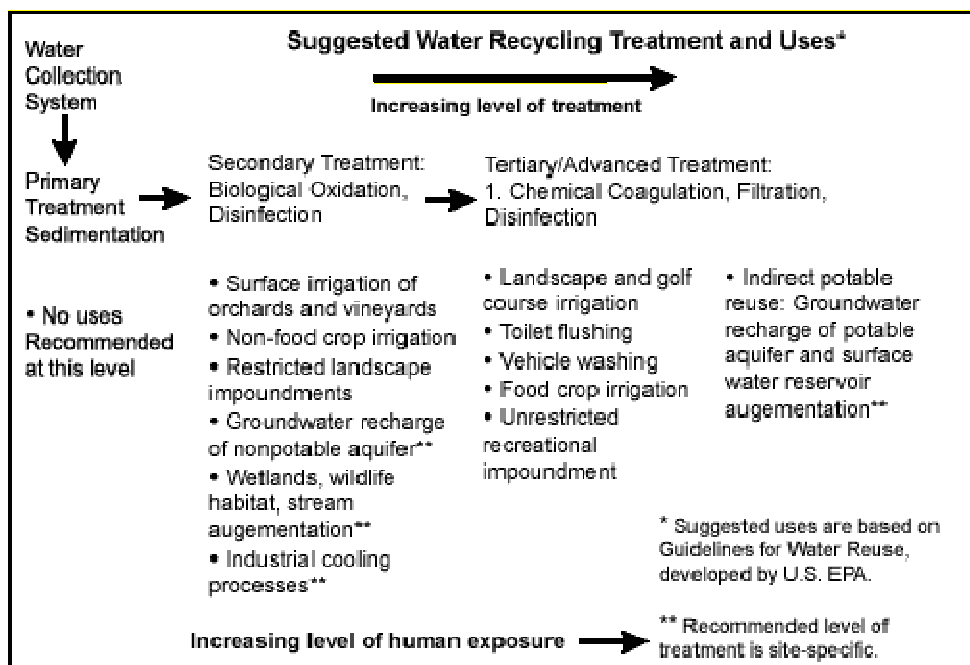 Suggested Water Recycling Treatment and Uses*
Increasing level of treatment
Water
Collection
System
Primary
Treatment
Sedimentation
• No uses
Recommended
at this level
Secondary Treatment:
Biological Oxidation,
Disinfection
• Surface irrigation of
orchards and vineyards
• Non-food crop irrigation
• Restricted landscape
impoundments
• Groundwater recharge
of nonpotable aquifer**
• Wetlands, wildlife
habitat, stream
augementation**
• Industrial cooling
processes**
Tertiary/Advanced Treatment:
1. Chemical Coagulation, Filtration,
Disinfection
• Landscape and golf
course irrigation
• Toilet flushing
• Vehicle washing
• Food crop irrigation
• Unrestricted
recreational
impoundment
• Indirect potable
reuse: Groundwater
recharge of potable
aquifer and surface
water reservoir
augementation**
* Suggested uses are based on
Guidelines for Water Reuse,
developed by U.S. EPA.
Increasing level of human exposure
** Recommended level of
treatment is site-specific.